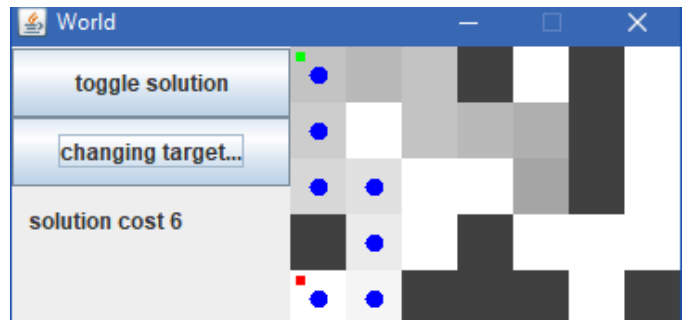 World
toggle solution
changing target...
solution cost 6